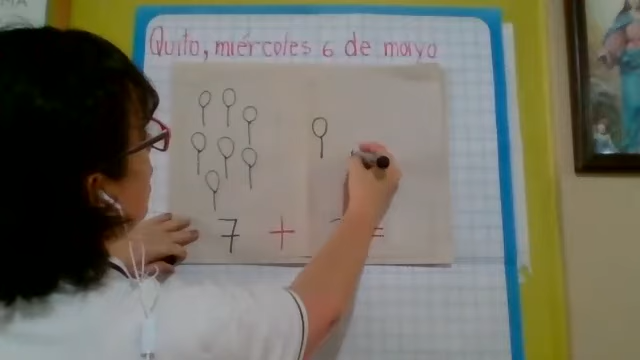 Quito, miércoles 6 de mayo
7 + =